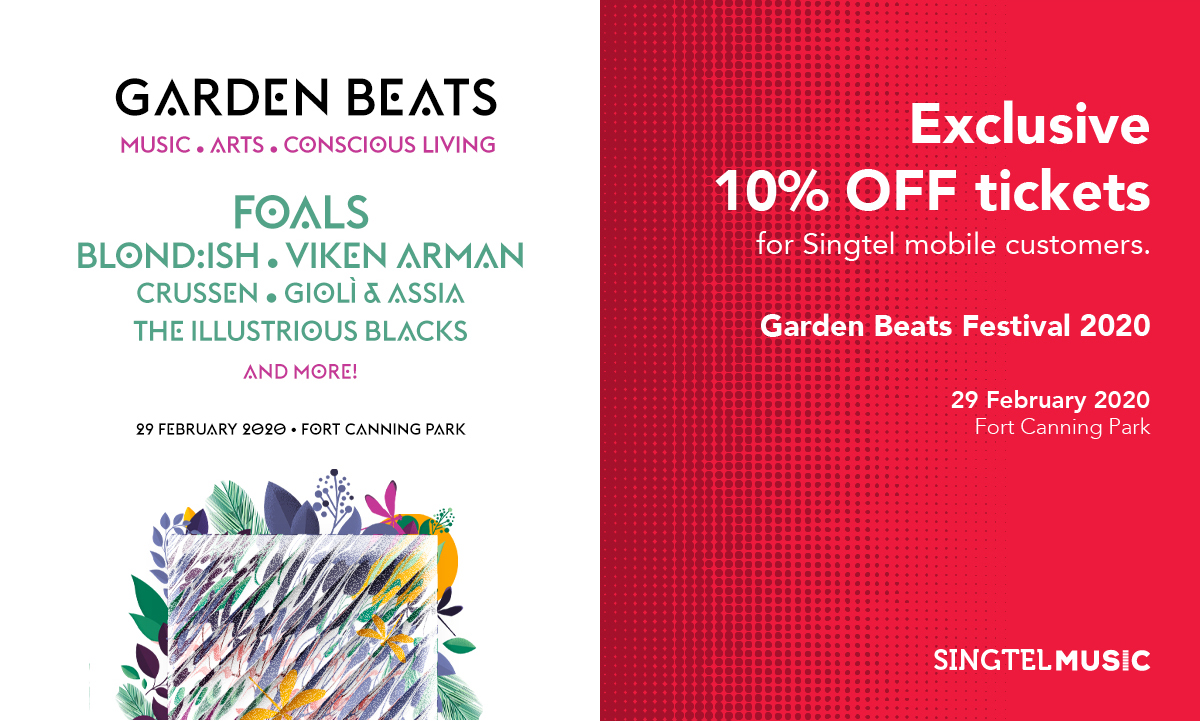 GARDEN BEATS
MUSIC . ARTS . CONSCIOUS LIVING
FOALS
BLOND:ISH . VIKEN ARMAN
CRUSSEN . GIOLÌ & ASSIA
THE ILLUSTRIOUS BLACKS
AND MORE!
29 FEBRUARY 2020 • FORT CANNING PARK
Exclusive
10% OFF tickets
for Singtel mobile customers.
Garden Beats Festival 2020
29 February 2020
Fort Canning Park
SINGTEL MUSIC